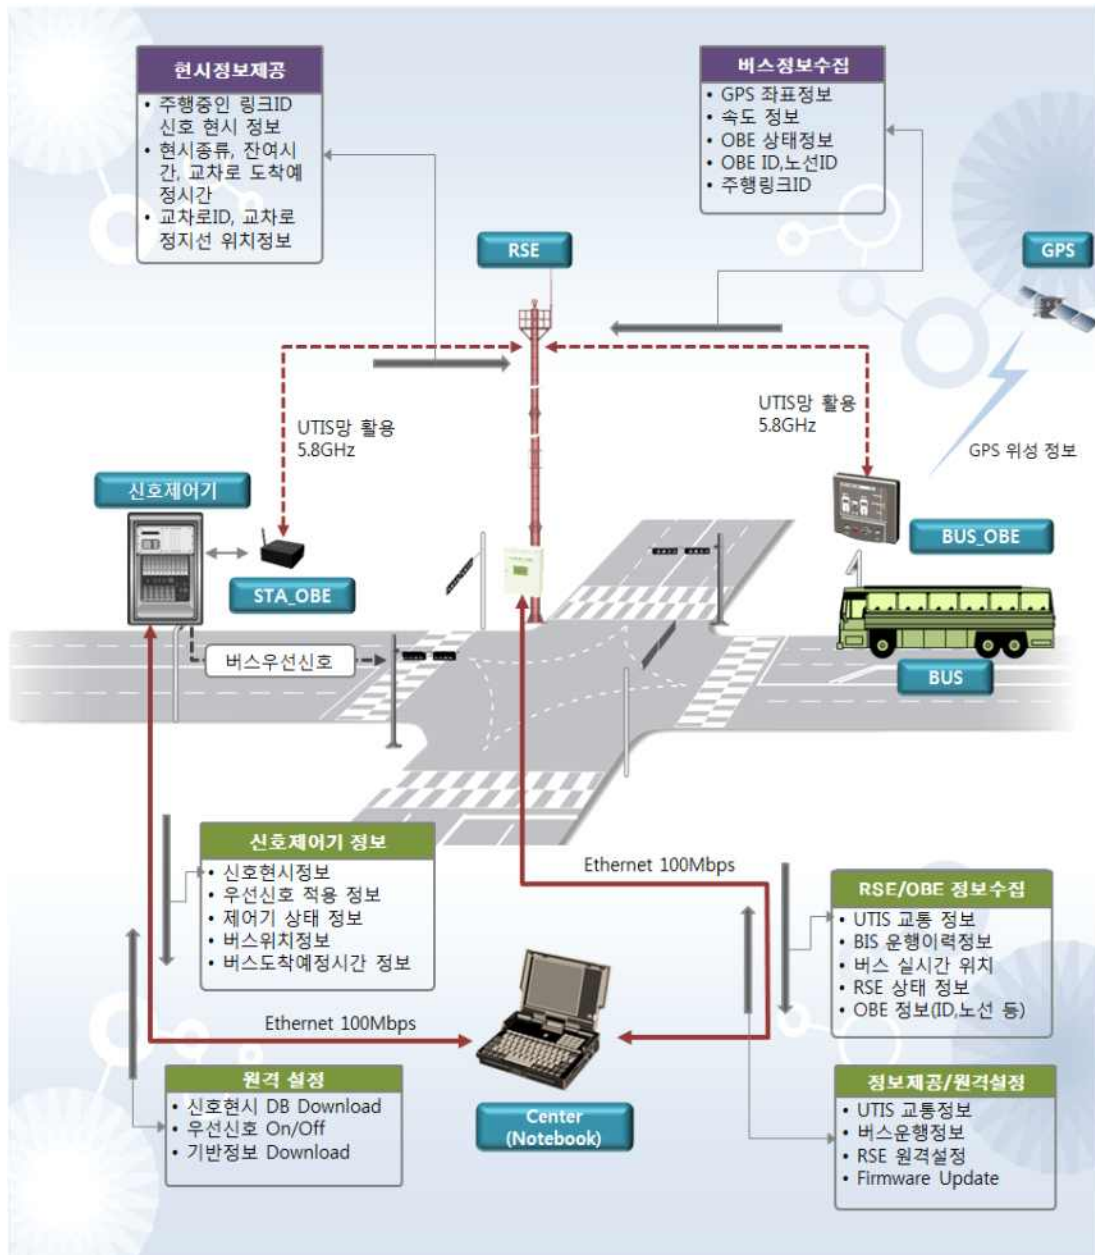 현시정보제공
• 주행중인 링크ID
신호 현시 정보
• 현시종류, 잔여시
간, 교차로 도착예
정시간
• 교차로ID, 교차로
정지선 위치정보
버스정보수집
• GPS 좌표정보
• 속도 정보
• OBE 상태정보
• OBE ID,노선ID
• 주행링크ID
RSE
GPS
UTIS망 활용
5.8GHz
UTIS망 활용
5.8GHz
GPS 위성 정보
신호제어기
STA_OBE
BUS_OBE
버스우선신호
BUS
신호제어기 정보
• 신호현시정보
• 우선신호 적용 정보
• 제어기 상태 정보
• 버스위치정보
• 버스도착예정시간 정보
Ethernet 100Mbps
RSE/OBE 정보수집
• UTIS 교통 정보
• BIS 운행이력정보
• 버스 실시간 위치
• RSE 상태 정보
• OBE 정보(ID,노선 등)
Ethernet 100Mbps
원격 설정
• 신호현시 DB Download
• 우선신호 On/Off
• 기반정보 Download
Center
(Notebook)
정보제공/원격설정
• UTIS 교통정보
• 버스운행정보
• RSE 원격설정
• Firmware Update